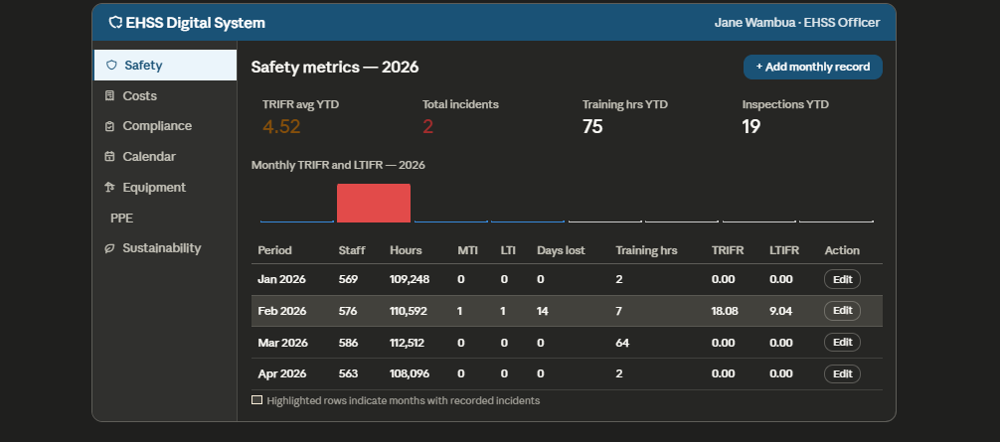 EHSS Digital System
Jane Wambua · EHSS Officer
Safety
Costs
Compliance
Calendar
Equipment
PPE
Sustainability
Safety metrics — 2026
+ Add monthly record
TRIFR avg YTD
4.52
Total incidents
2
Training hrs YTD
75
Inspections YTD
19
Monthly TRIFR and LTIFR — 2026
Period Staff Hours MTI LTI Days lost Training hrs TRIFR LTIFR Action
Jan 2026 569 109,248 0 0 0 2 0.00 0.00 Edit
Feb 2026 576 110,592 1 1 14 7 18.08 9.04 Edit
Mar 2026 586 112,512 0 0 0 64 0.00 0.00 Edit
Apr 2026 563 108,096 0 0 0 2 0.00 0.00 Edit
Highlighted rows indicate months with recorded incidents